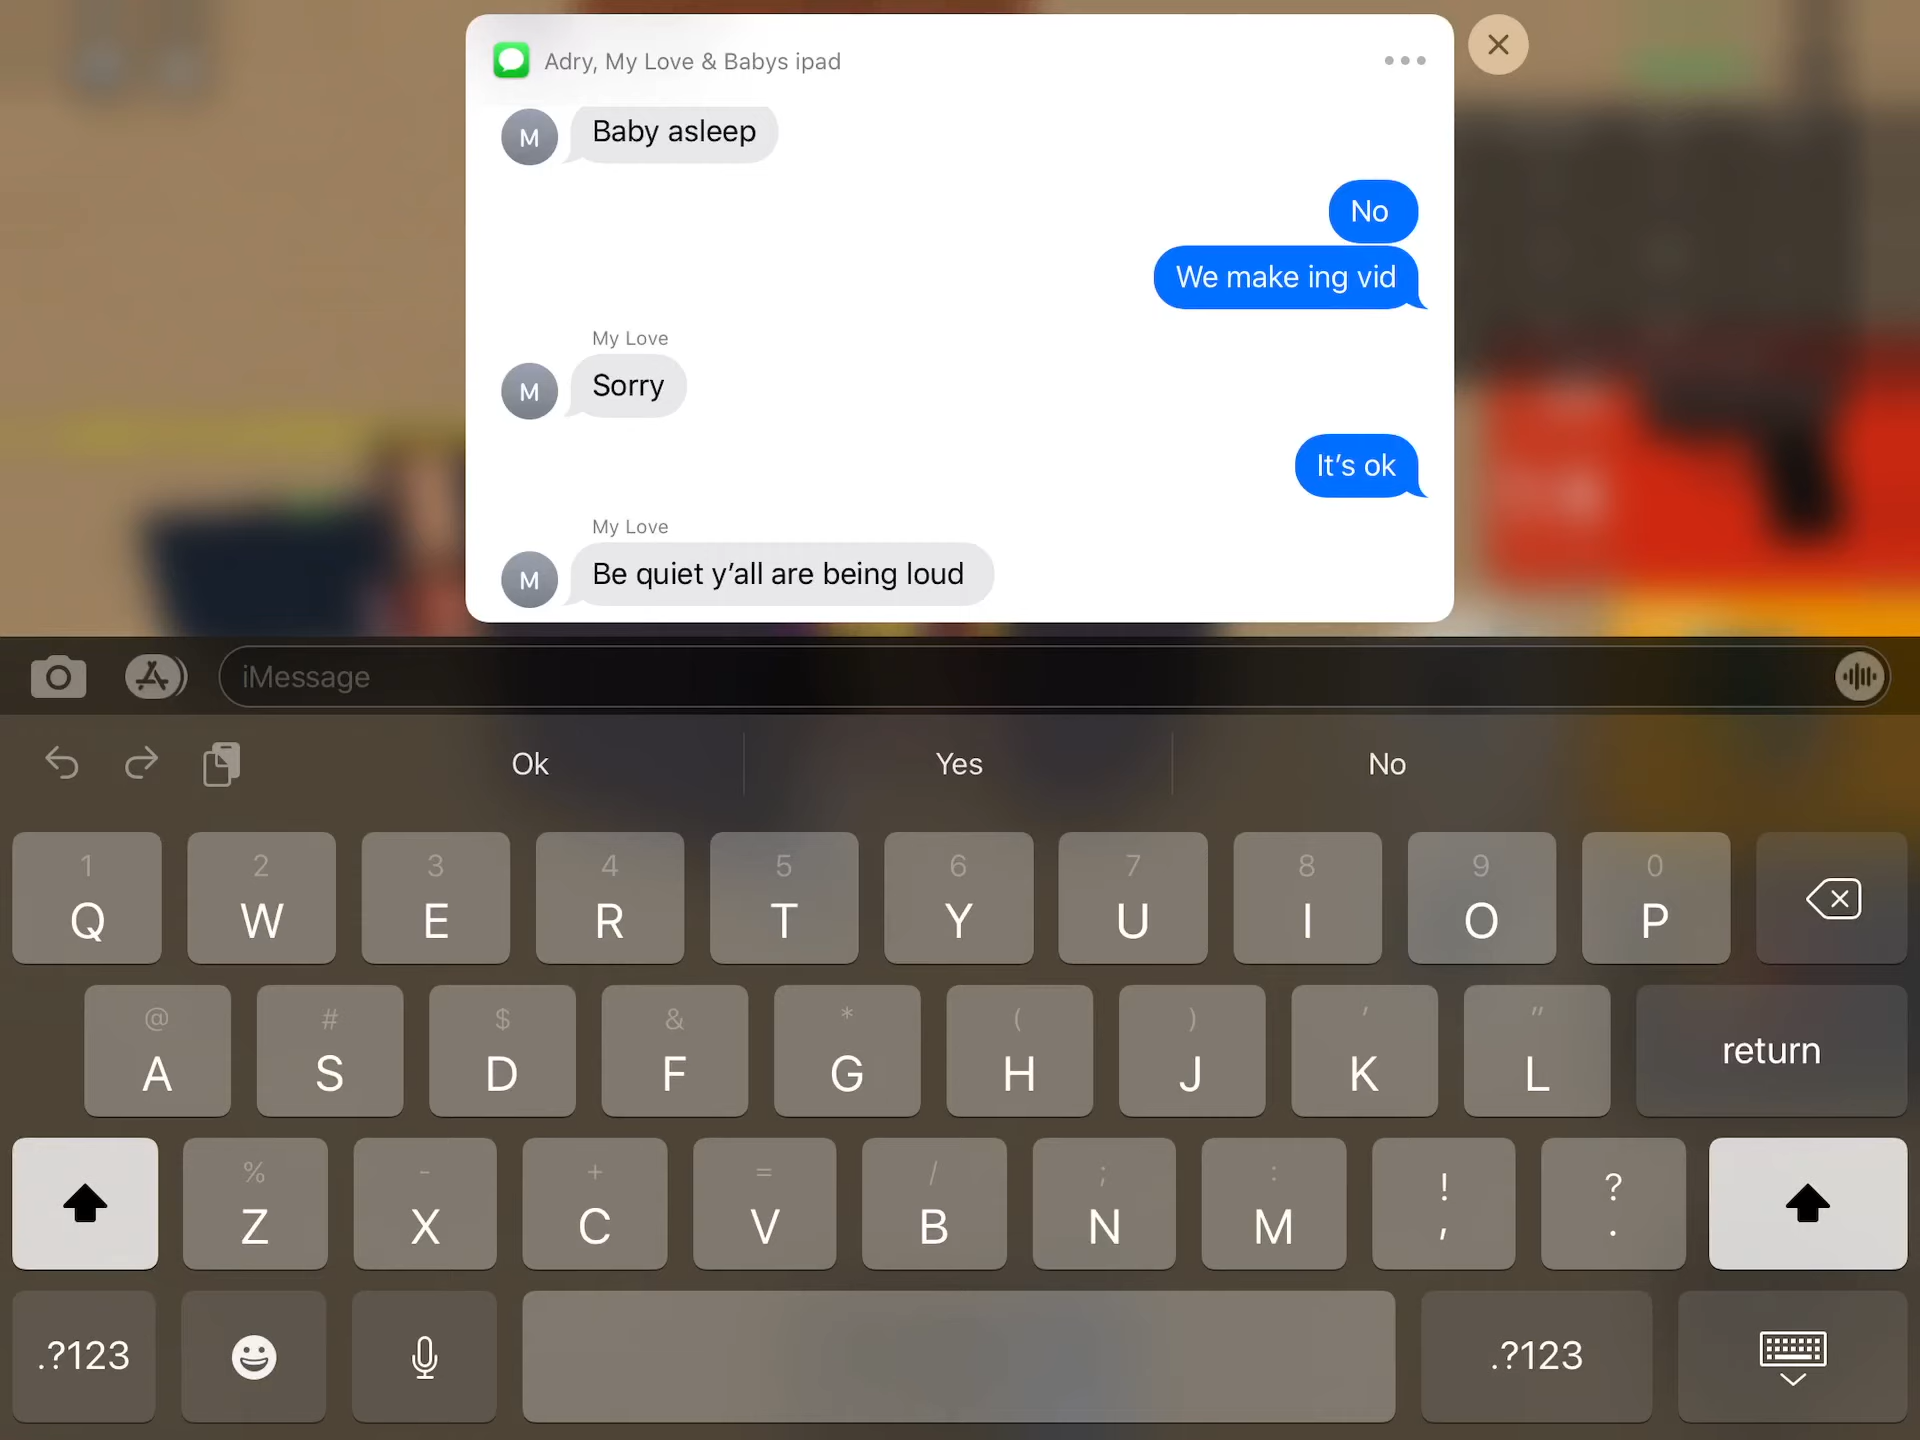 Adry, My Love & Babys ipad
M
Baby asleep
No
We make ing vid
My Love
M
Sorry
It's ok
My Love
M
Be quiet y'all are being loud
iMessage
Ok Yes No
1 2 3 4 5 6 7 8 9 0
Q W E R T Y U I O P
@ # $ & * ( ) ' "
A S D F G H J K L return
% - + = / ; : ! ?
Z X C V B N M , .
.?123 .?123